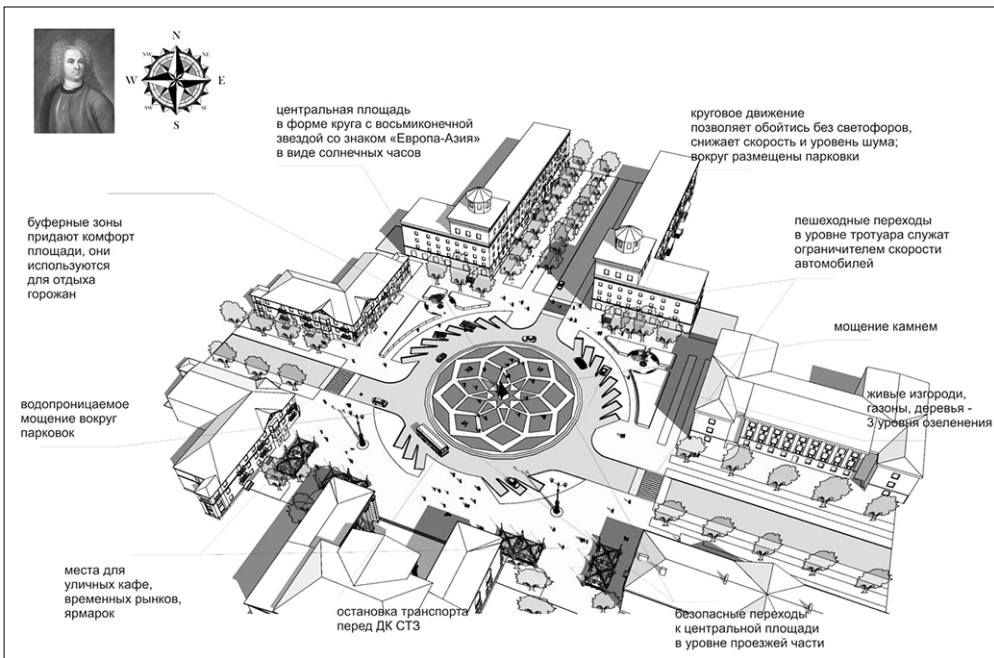 N
NW
NE
W
E
SW
SE
S
центральная площадь
в форме круга с восьмиконечной
звездой со знаком «Европа-Азия»
в виде солнечных часов
круговое движение
позволяет обойтись без светофоров,
снижает скорость и уровень шума;
вокруг размещены парковки
буферные зоны
придают комфорт
площади, они
используются
для отдыха
горожан
пешеходные переходы
в уровне тротуара служат
ограничителем скорости
автомобилей
мощение камнем
водопроницаемое
мощение вокруг
парковок
живые изгороди,
газоны, деревья -
3 уровня озеленения
места для
уличных кафе,
временных рынков,
ярмарок
остановка транспорта
перед ДК СТЗ
безопасные переходы
к центральной площади
в уровне проезжей части